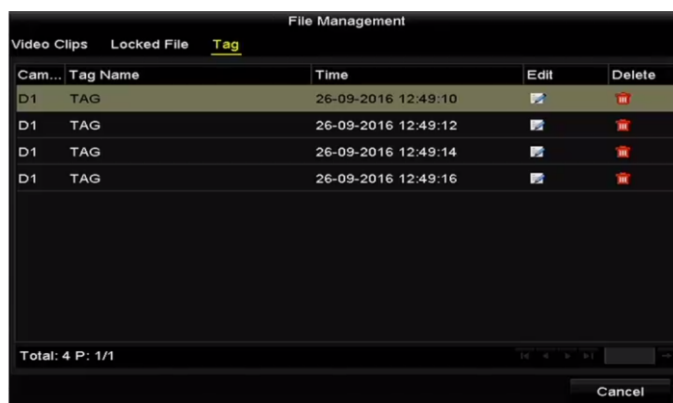 File Management
Video Clips Locked File Tag
Cam... Tag Name Time Edit Delete
D1 TAG 26-09-2016 12:49:10
D1 TAG 26-09-2016 12:49:12
D1 TAG 26-09-2016 12:49:14
D1 TAG 26-09-2016 12:49:16
Total: 4 P: 1/1
Cancel